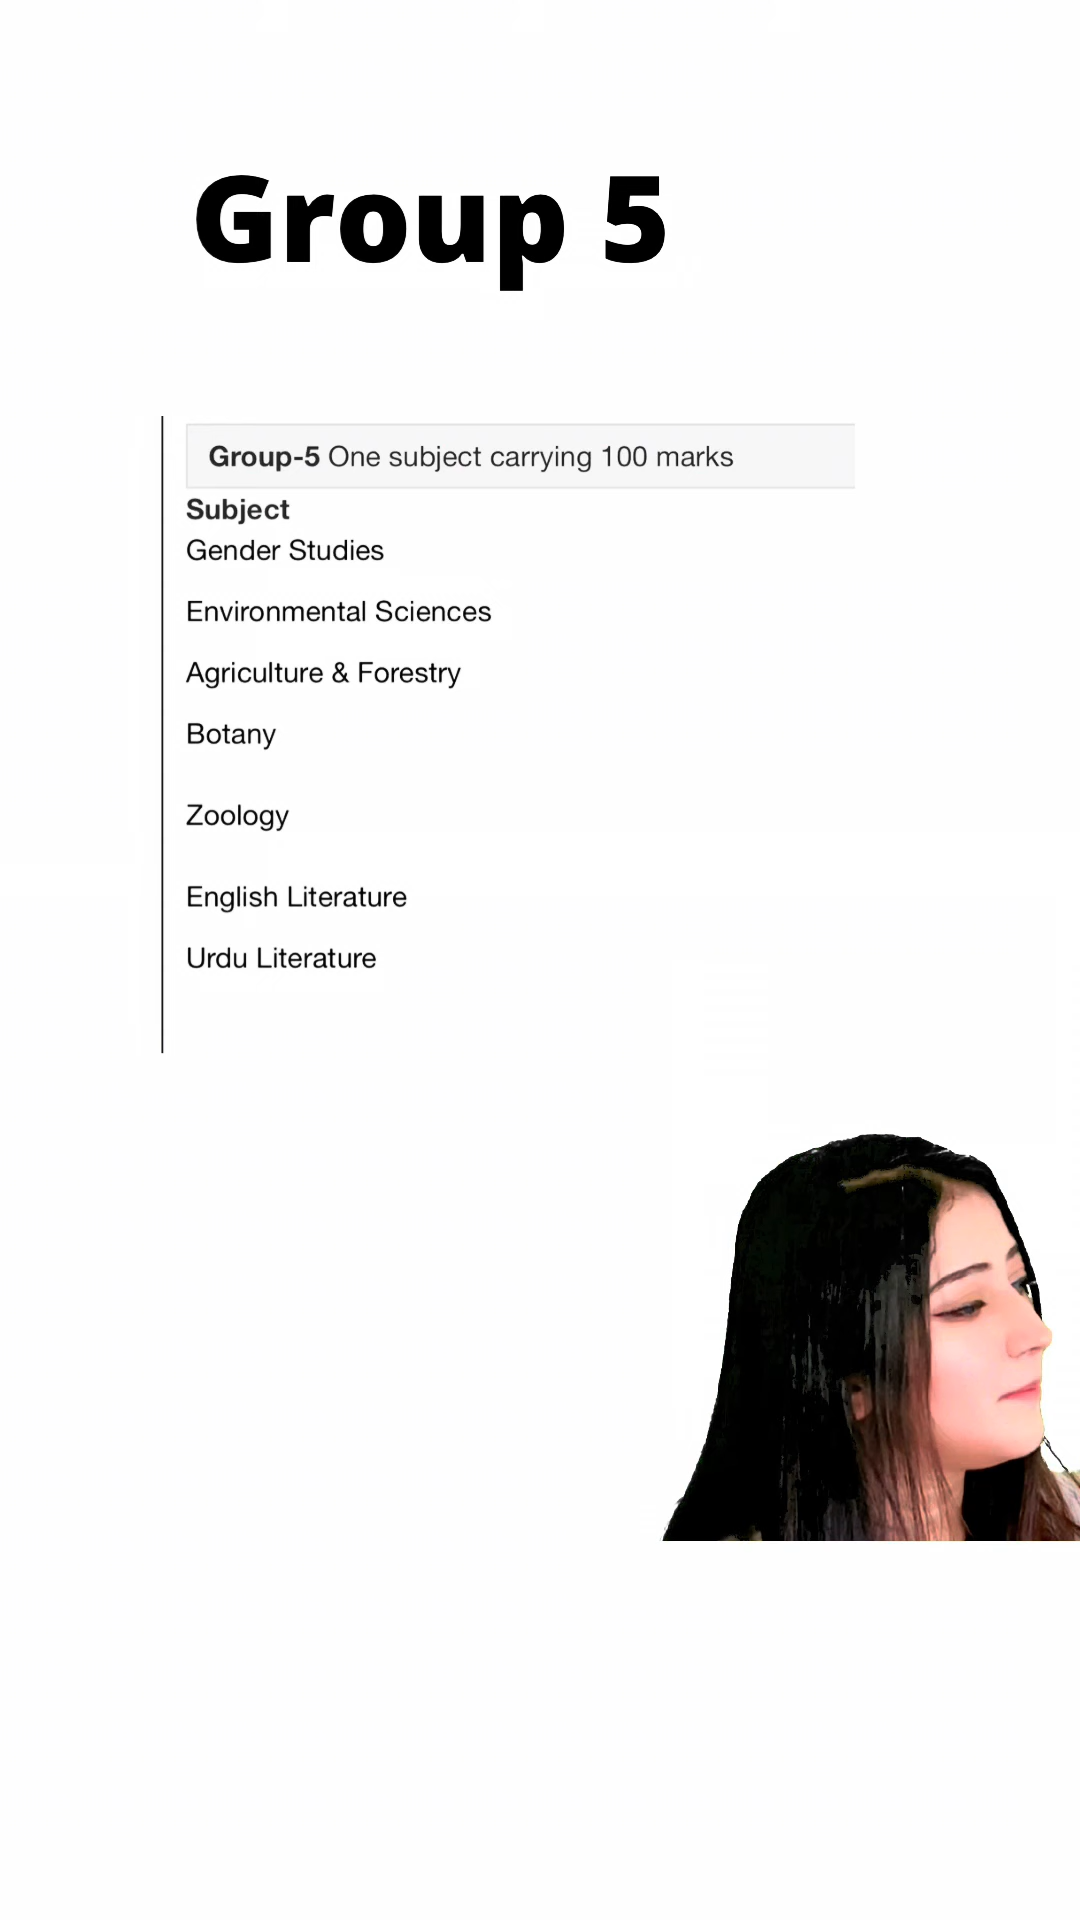 Group 5
Group-5 One subject carrying 100 marks
Subject
Gender Studies
Environmental Sciences
Agriculture & Forestry
Botany
Zoology
English Literature
Urdu Literature